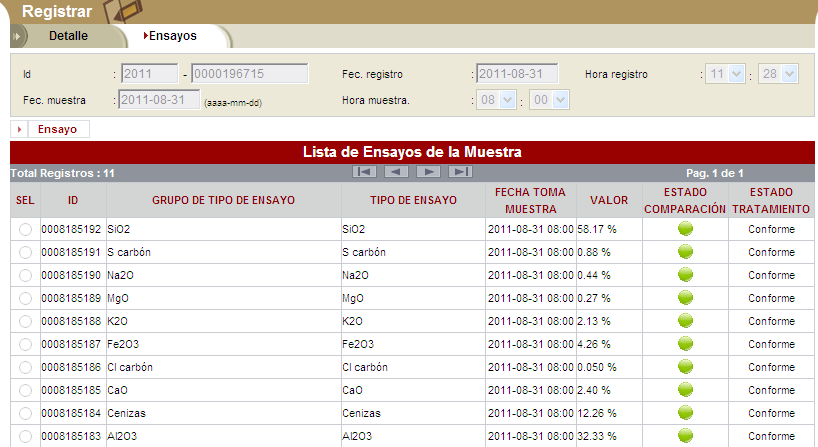 Registrar
Detalle Ensayos
Id : 2011 - 0000196715 Fec. registro : 2011-08-31 Hora registro : 11 : 28
Fec. muestra : 2011-08-31 (aaaa-mm-dd) Hora muestra. : 08 : 00
Ensayo
Lista de Ensayos de la Muestra
Total Registros : 11 Pag. 1 de 1
SEL ID GRUPO DE TIPO DE ENSAYO TIPO DE ENSAYO FECHA TOMA MUESTRA VALOR ESTADO COMPARACIÓN ESTADO TRATAMIENTO
0008185192 SiO2 SiO2 2011-08-31 08:00 58.17 % Conforme
0008185191 S carbón S carbón 2011-08-31 08:00 0.88 % Conforme
0008185190 Na2O Na2O 2011-08-31 08:00 0.44 % Conforme
0008185189 MgO MgO 2011-08-31 08:00 0.27 % Conforme
0008185188 K2O K2O 2011-08-31 08:00 2.13 % Conforme
0008185187 Fe2O3 Fe2O3 2011-08-31 08:00 4.26 % Conforme
0008185186 Cl carbón Cl carbón 2011-08-31 08:00 0.050 % Conforme
0008185185 CaO CaO 2011-08-31 08:00 2.40 % Conforme
0008185184 Cenizas Cenizas 2011-08-31 08:00 12.26 % Conforme
0008185183 Al2O3 Al2O3 2011-08-31 08:00 32.33 % Conforme